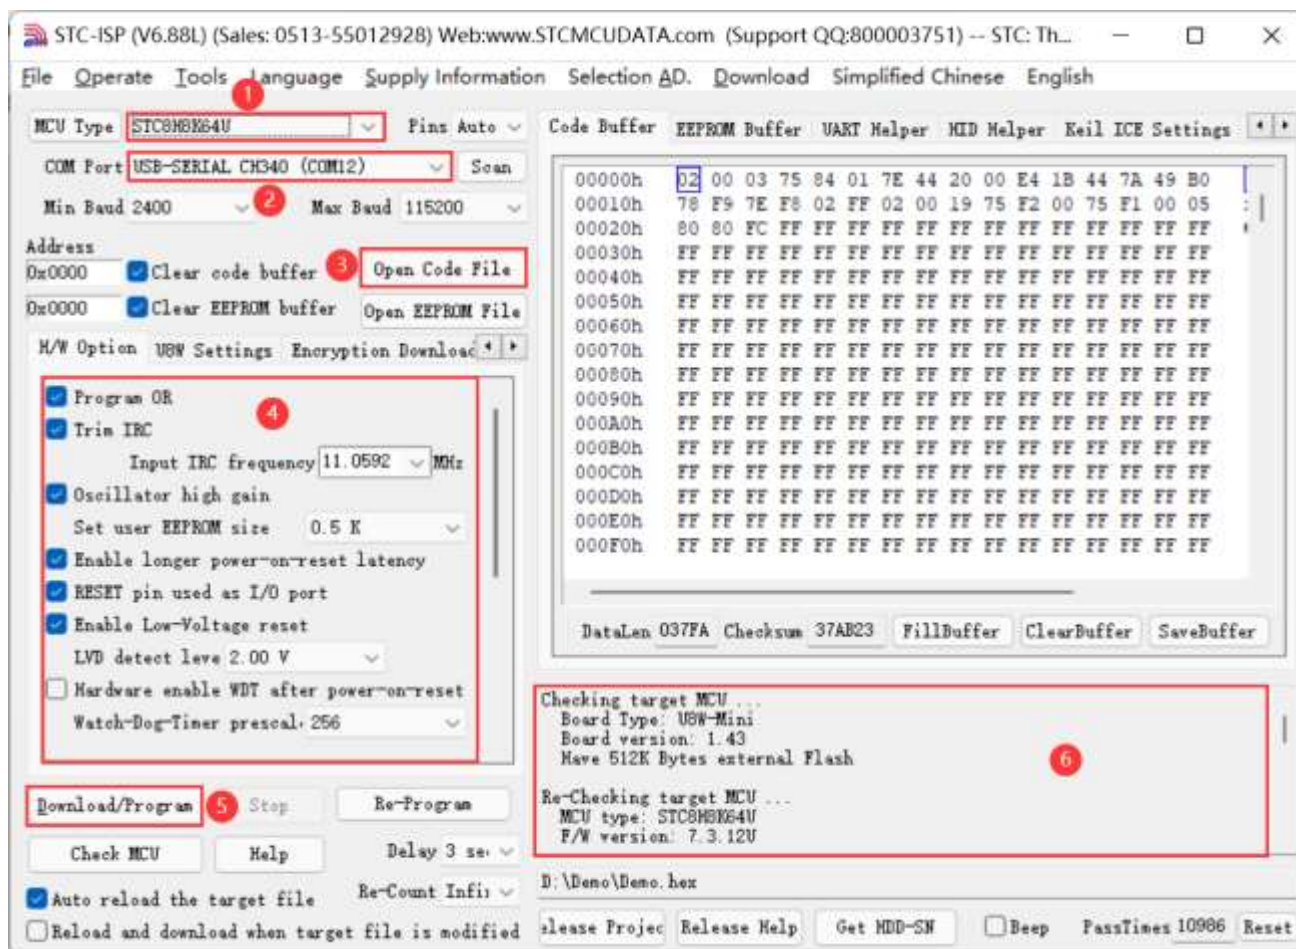 STC-ISP (V6.88L) (Sales: 0513-55012928) Web:www.STCMCUDATA.com (Support QQ:800003751) -- STC: Th...
File Operate Tools Language Supply Information Selection AD. Download Simplified Chinese English
1
MCU Type STC8H8K64U Pins Auto
COM Port USB-SERIAL CH340 (COM12) Scan
Min Baud 2400 2 Max Baud 115200
Address
0x0000 Clear code buffer 3 Open Code File
0x0000 Clear EEPROM buffer Open EEPROM File
H/W Option U8W Settings Encryption Download
Program OR
4
Trim IRC
Input IRC frequency 11.0592 MHz
Oscillator high gain
Set user EEPROM size 0.5 K
Enable longer power-on-reset latency
RESET pin used as I/O port
Enable Low-Voltage reset
LVD detect leve 2.00 V
Hardware enable WDT after power-on-reset
Watch-Dog-Timer prescal 256
Download/Program 5 Stop Re-Program
Check MCU Help Delay 3 se
Auto reload the target file Re-Count Infi
Reload and download when target file is modified
Code Buffer EEPROM Buffer UART Helper HID Helper Keil ICE Settings
00000h 02 00 03 75 84 01 7E 44 20 00 E4 1B 44 7A 49 B0
00010h 78 F9 7E F8 02 FF 02 00 19 75 F2 00 75 F1 00 05
00020h 80 80 FC FF FF FF FF FF FF FF FF FF FF FF FF FF
00030h FF FF FF FF FF FF FF FF FF FF FF FF FF FF FF FF
00040h FF FF FF FF FF FF FF FF FF FF FF FF FF FF FF FF
00050h FF FF FF FF FF FF FF FF FF FF FF FF FF FF FF FF
00060h FF FF FF FF FF FF FF FF FF FF FF FF FF FF FF FF
00070h FF FF FF FF FF FF FF FF FF FF FF FF FF FF FF FF
00080h FF FF FF FF FF FF FF FF FF FF FF FF FF FF FF FF
00090h FF FF FF FF FF FF FF FF FF FF FF FF FF FF FF FF
000A0h FF FF FF FF FF FF FF FF FF FF FF FF FF FF FF FF
000B0h FF FF FF FF FF FF FF FF FF FF FF FF FF FF FF FF
000C0h FF FF FF FF FF FF FF FF FF FF FF FF FF FF FF FF
000D0h FF FF FF FF FF FF FF FF FF FF FF FF FF FF FF FF
000E0h FF FF FF FF FF FF FF FF FF FF FF FF FF FF FF FF
000F0h FF FF FF FF FF FF FF FF FF FF FF FF FF FF FF FF
DataLen 037FA Checksum 37AB23 FillBuffer ClearBuffer SaveBuffer
Checking target MCU ...
Board Type: U8W-Mini
Board version: 1.43
Have 512K Bytes external Flash
6
Re-Checking target MCU ...
MCU type: STC8H8K64U
F/W version: 7.3.12U
D:\Demo\Demo.hex
elease Projec Release Help Get HDD-SN Beep PassTimes 10986 Reset